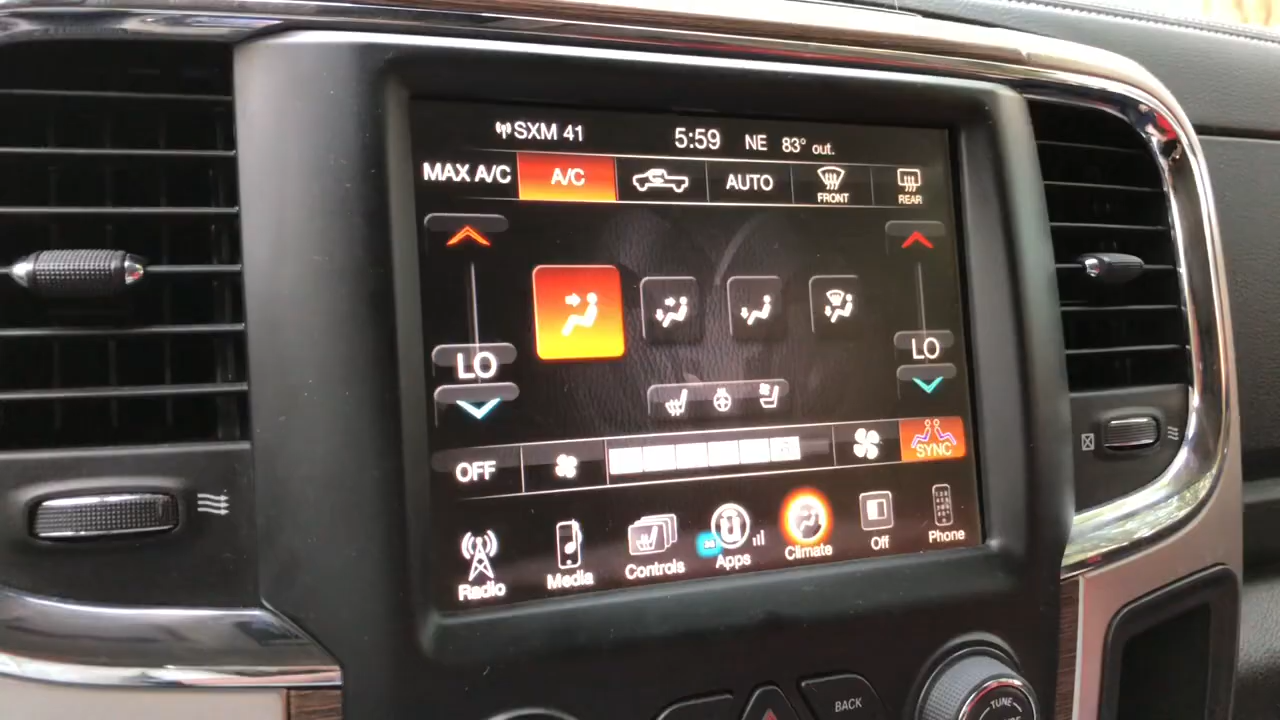 SXM 41 5:59 NE 83° out.
MAX A/C A/C AUTO FRONT REAR
LO LO
OFF SYNC
Radio Media Controls Apps Climate Off Phone
BACK TUNE